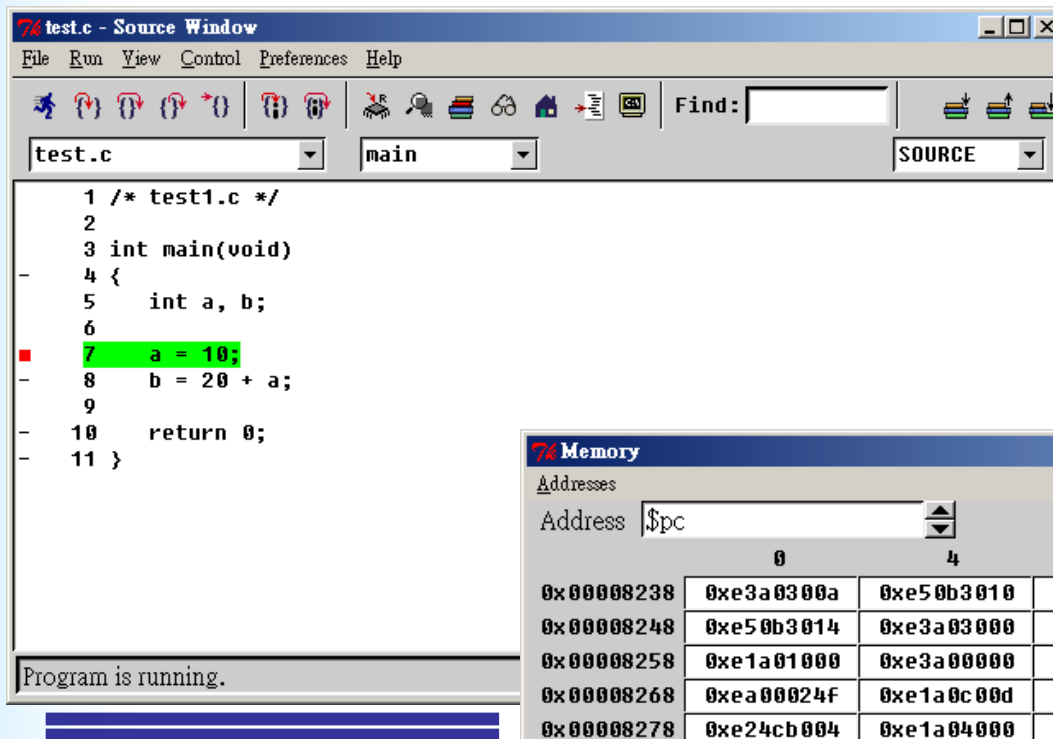 test.c - Source Window
File Run View Control Preferences Help
Find:
test.c main SOURCE
1 /* test1.c */
2
3 int main(void)
4 {
5 int a, b;
6
7 a = 10;
8 b = 20 + a;
9
10 return 0;
11 }
Program is running.
Memory
Addresses
Address $pc
0 4
0x00008238 0xe3a0300a 0xe50b3010
0x00008248 0xe50b3014 0xe3a03000
0x00008258 0xe1a01000 0xe3a00000
0x00008268 0xea00024f 0xe1a0c00d
0x00008278 0xe24cb004 0xe1a04000